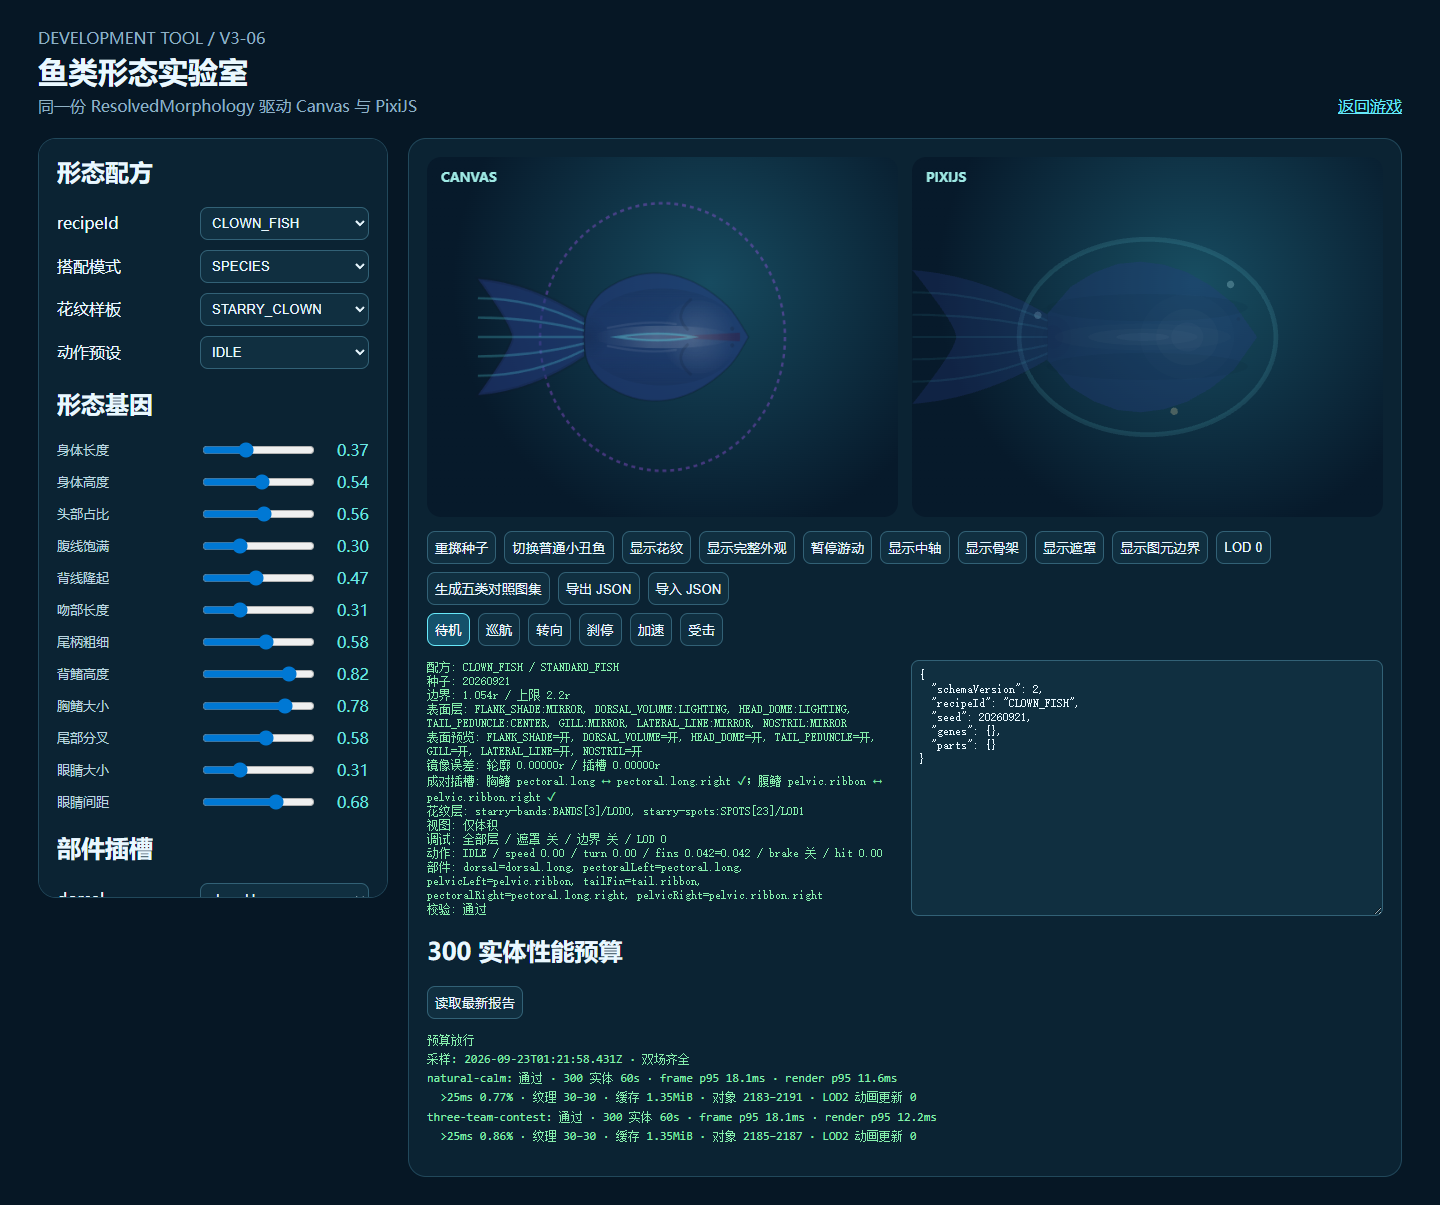 DEVELOPMENT TOOL / V3-06
鱼类形态实验室
同一份 ResolvedMorphology 驱动 Canvas 与 PixiJS
返回游戏
形态配方
recipeId
CLOWN_FISH
搭配模式
SPECIES
花纹样板
STARRY_CLOWN
动作预设
IDLE
形态基因
身体长度 0.37
身体高度 0.54
头部占比 0.56
腹线饱满 0.30
背线隆起 0.47
吻部长度 0.31
尾柄粗细 0.58
背鳍高度 0.82
胸鳍大小 0.78
尾部分叉 0.58
眼睛大小 0.31
眼睛间距 0.68
部件插槽
CANVAS
PIXIJS
重掷种子 切换普通小丑鱼 显示花纹 显示完整外观 暂停游动 显示中轴 显示骨架 显示遮罩 显示图元边界 LOD 0
生成五类对照图集 导出 JSON 导入 JSON
待机 巡航 转向 刹停 加速 受击
配方: CLOWN_FISH / STANDARD_FISH
种子: 20260921
边界: 1.054r / 上限 2.2r
表面层: FLANK_SHADE:MIRROR, DORSAL_VOLUME:LIGHTING, HEAD_DOME:LIGHTING,
TAIL_PEDUNCLE:CENTER, GILL:MIRROR, LATERAL_LINE:MIRROR, NOSTRIL:MIRROR
表面预览: FLANK_SHADE=开, DORSAL_VOLUME=开, HEAD_DOME=开, TAIL_PEDUNCLE=开,
GILL=开, LATERAL_LINE=开, NOSTRIL=开
镜像误差: 轮廓 0.00000r / 插槽 0.00000r
成对插槽: 胸鳍 pectoral.long ↔ pectoral.long.right ✓; 腹鳍 pelvic.ribbon ↔
pelvic.ribbon.right ✓
花纹层: starry-bands:BANDS[3]/LOD0, starry-spots:SPOTS[23]/LOD1
视图: 仅体积
调试: 全部层 / 遮罩 关 / 边界 关 / LOD 0
动作: IDLE / speed 0.00 / turn 0.00 / fins 0.042=0.042 / brake 关 / hit 0.00
部件: dorsal=dorsal.long, pectoralLeft=pectoral.long,
pelvicLeft=pelvic.ribbon, tailFin=tail.ribbon,
pectoralRight=pectoral.long.right, pelvicRight=pelvic.ribbon.right
校验: 通过
{
"schemaVersion": 2,
"recipeId": "CLOWN_FISH",
"seed": 20260921,
"genes": {},
"parts": {}
}
300 实体性能预算
读取最新报告
预算放行
采样: 2026-09-23T01:21:58.431Z · 双场齐全
natural-calm: 通过 · 300 实体 60s · frame p95 18.1ms · render p95 11.6ms
>25ms 0.77% · 纹理 30-30 · 缓存 1.35MiB · 对象 2183-2191 · LOD2 动画更新 0
three-team-contest: 通过 · 300 实体 60s · frame p95 18.1ms · render p95 12.2ms
>25ms 0.86% · 纹理 30-30 · 缓存 1.35MiB · 对象 2185-2187 · LOD2 动画更新 0